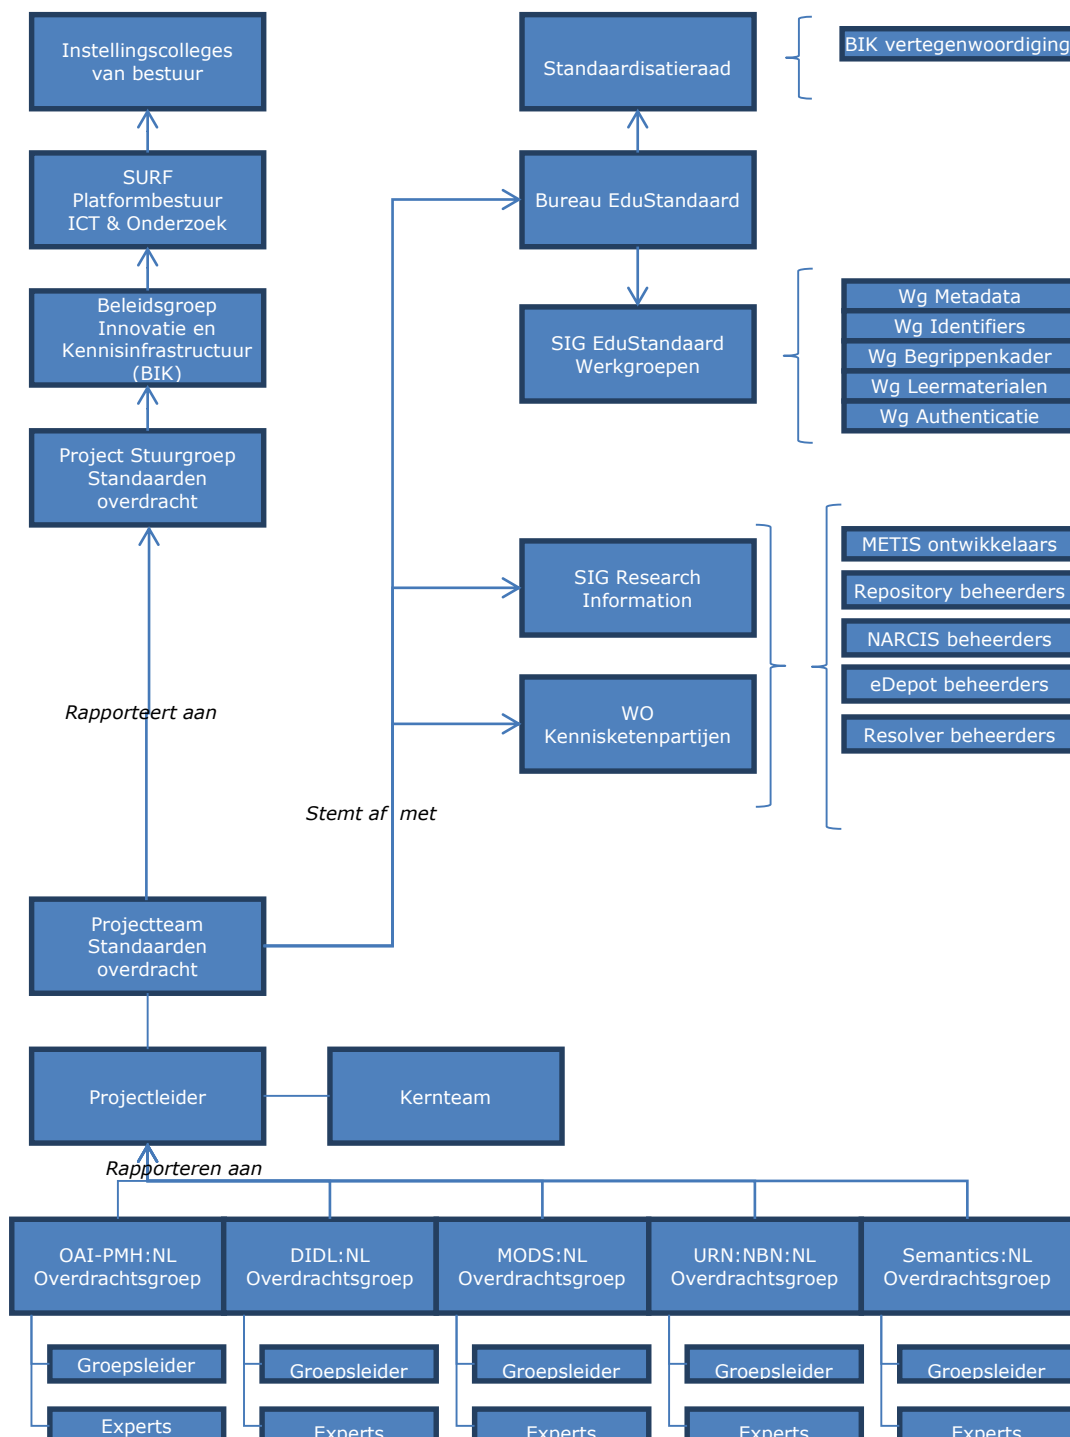 Instellingscolleges
van bestuur
Standaardisatieraad
BIK vertegenwoordiging
SURF
Platformbestuur
ICT & Onderzoek
Bureau EduStandaard
Beleidsgroep
Innovatie en
Kennisinfrastructuur
(BIK)
SIG EduStandaard
Werkgroepen
Wg Metadata
Wg Identifiers
Wg Begrippenkader
Wg Leermaterialen
Wg Authenticatie
Project Stuurgroep
Standaarden
overdracht
SIG Research
Information
METIS ontwikkelaars
Repository beheerders
NARCIS beheerders
eDepot beheerders
Resolver beheerders
WO
Kennisketenpartijen
Rapporteert aan
Stemt af met
Projectteam
Standaarden
overdracht
Projectleider
Kernteam
Rapporteren aan
OAI-PMH:NL
Overdrachtsgroep
DIDL:NL
Overdrachtsgroep
MODS:NL
Overdrachtsgroep
URN:NBN:NL
Overdrachtsgroep
Semantics:NL
Overdrachtsgroep
Groepsleider
Groepsleider
Groepsleider
Groepsleider
Groepsleider
Experts
Experts
Experts
Experts
Experts